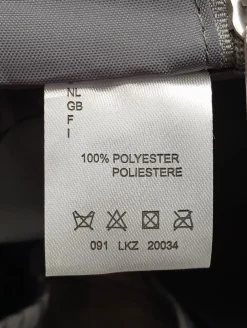 NL
GB
F
I
100% POLYESTER
POLIESTERE
091 LKZ 20034